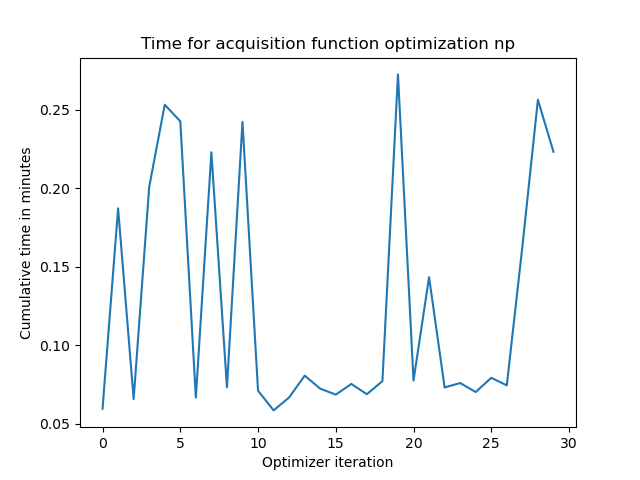 Time for acquisition function optimization np
Cumulative time in minutes
0.25
0.20
0.15
0.10
0.05
0 5 10 15 20 25 30
Optimizer iteration